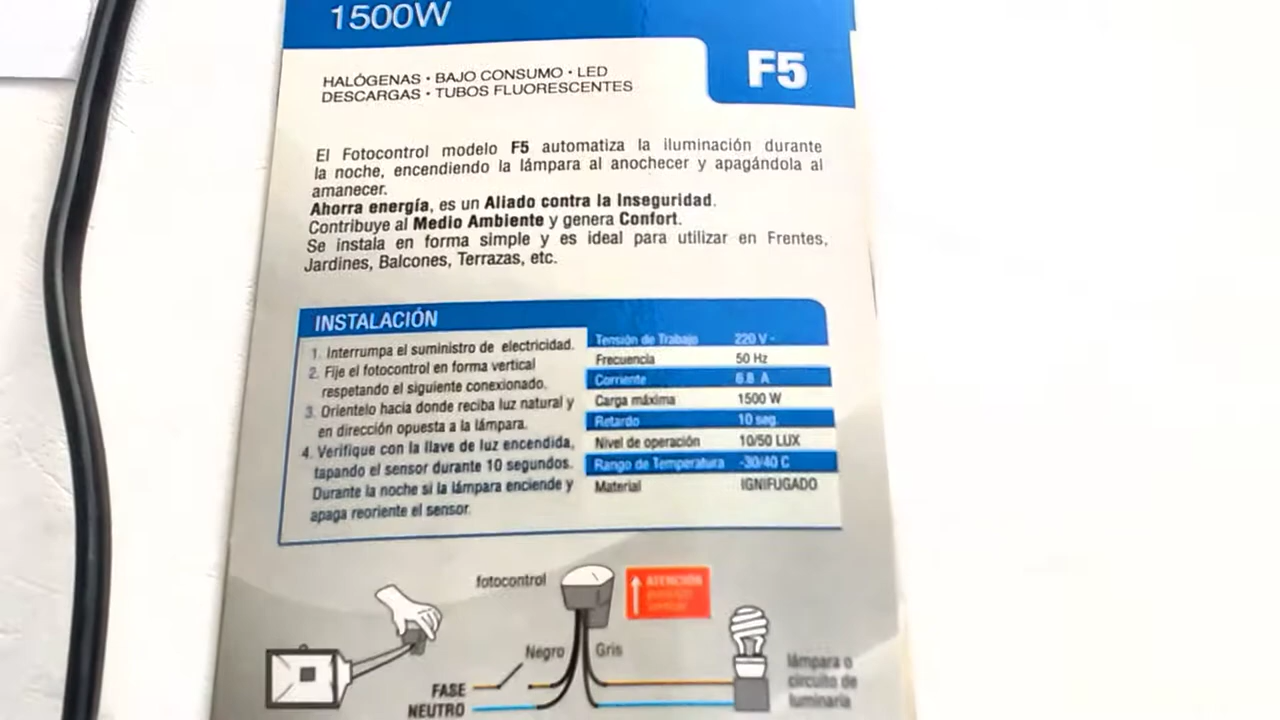 1500W
F5
HALÓGENAS · BAJO CONSUMO · LED
DESCARGAS · TUBOS FLUORESCENTES
El Fotocontrol modelo F5 automatiza la iluminación durante
la noche, encendiendo la lámpara al anochecer y apagándola al
amanecer.
Ahorra energía, es un Aliado contra la Inseguridad.
Contribuye al Medio Ambiente y genera Confort.
Se instala en forma simple y es ideal para utilizar en Frentes,
Jardines, Balcones, Terrazas, etc.
INSTALACIÓN
1. Interrumpa el suministro de electricidad.
2. Fije el fotocontrol en forma vertical
respetando el siguiente conexionado.
3. Orientelo hacia donde reciba luz natural y
en dirección opuesta a la lámpara.
4. Verifique con la llave de luz encendida,
tapando el sensor durante 10 segundos.
Durante la noche si la lámpara enciende y
apaga reoriente el sensor.
Tensión de Trabajo 220 V~
Frecuencia 50 Hz
Corriente 6.8 A
Carga máxima 1500 W
Retardo 10 seg.
Nivel de operación 10/50 LUX
Rango de Temperatura -30/40 C
Material IGNIFUGADO
fotocontrol
ATENCIÓN
Negro
Gris
FASE
NEUTRO
lámpara o
circuito de
luminaria